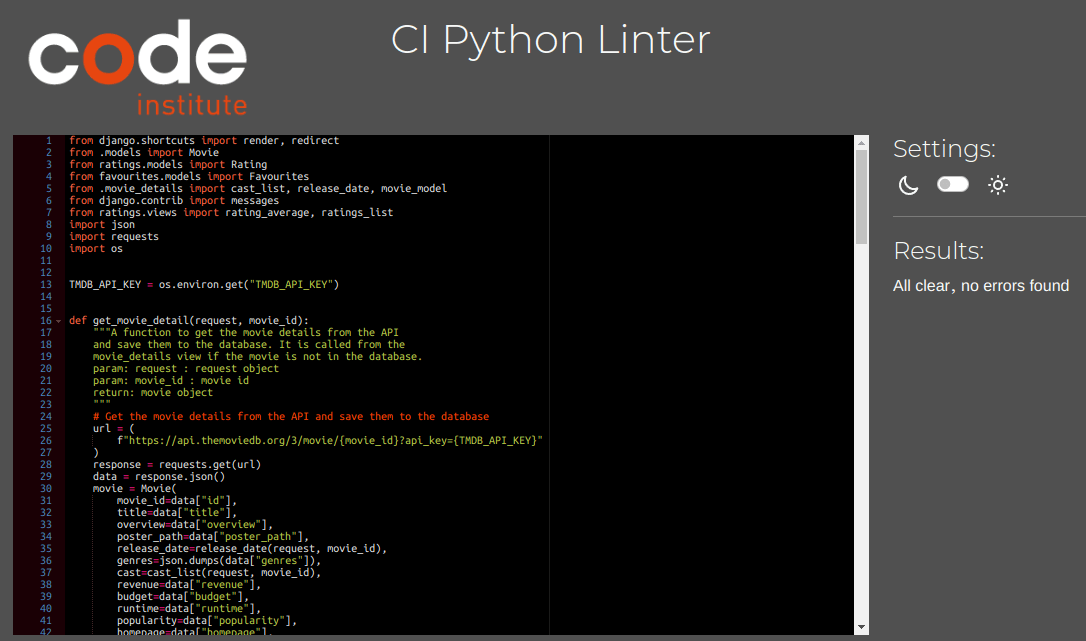 code
institute
CI Python Linter
1 from django.shortcuts import render, redirect
2 from .models import Movie
3 from ratings.models import Rating
4 from favourites.models import Favourites
5 from .movie_details import cast_list, release_date, movie_model
6 from django.contrib import messages
7 from ratings.views import rating_average, ratings_list
8 import json
9 import requests
10 import os
11
12
13 TMDB_API_KEY = os.environ.get("TMDB_API_KEY")
14
15
16 def get_movie_detail(request, movie_id):
17     """A function to get the movie details from the API
18     and save them to the database. It is called from the
19     movie_details view if the movie is not in the database.
20     param: request : request object
21     param: movie_id : movie id
22     return: movie object
23     """
24     # Get the movie details from the API and save them to the database
25     url = (
26         f"https://api.themoviedb.org/3/movie/{movie_id}?api_key={TMDB_API_KEY}"
27     )
28     response = requests.get(url)
29     data = response.json()
30     movie = Movie(
31         movie_id=data["id"],
32         title=data["title"],
33         overview=data["overview"],
34         poster_path=data["poster_path"],
35         release_date=release_date(request, movie_id),
36         genres=json.dumps(data["genres"]),
37         cast=cast_list(request, movie_id),
38         revenue=data["revenue"],
39         budget=data["budget"],
40         runtime=data["runtime"],
41         popularity=data["popularity"],
42         homepage=data["homepage"],
Settings:
Results:
All clear, no errors found